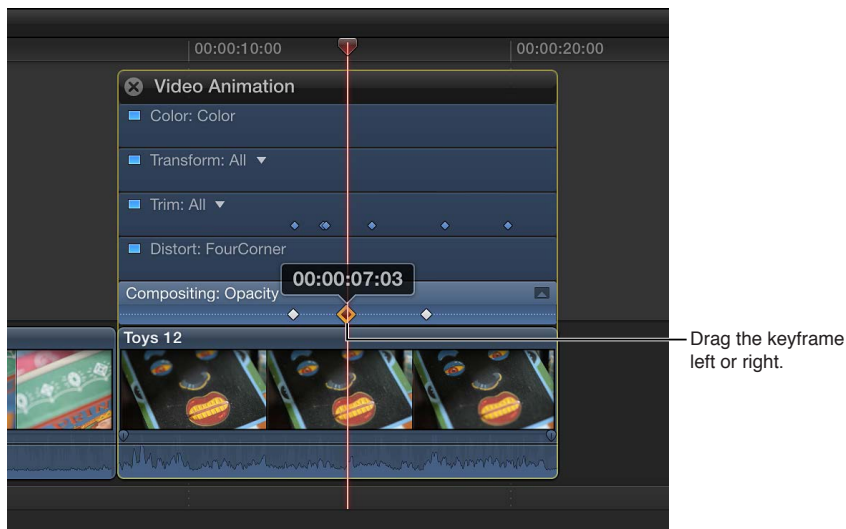 00:00:10:00
00:00:20:00
Video Animation
Color: Color
Transform: All
Trim: All
Distort: FourCorner
00:00:07:03
Compositing: Opacity
Toys 12
Drag the keyframe
left or right.